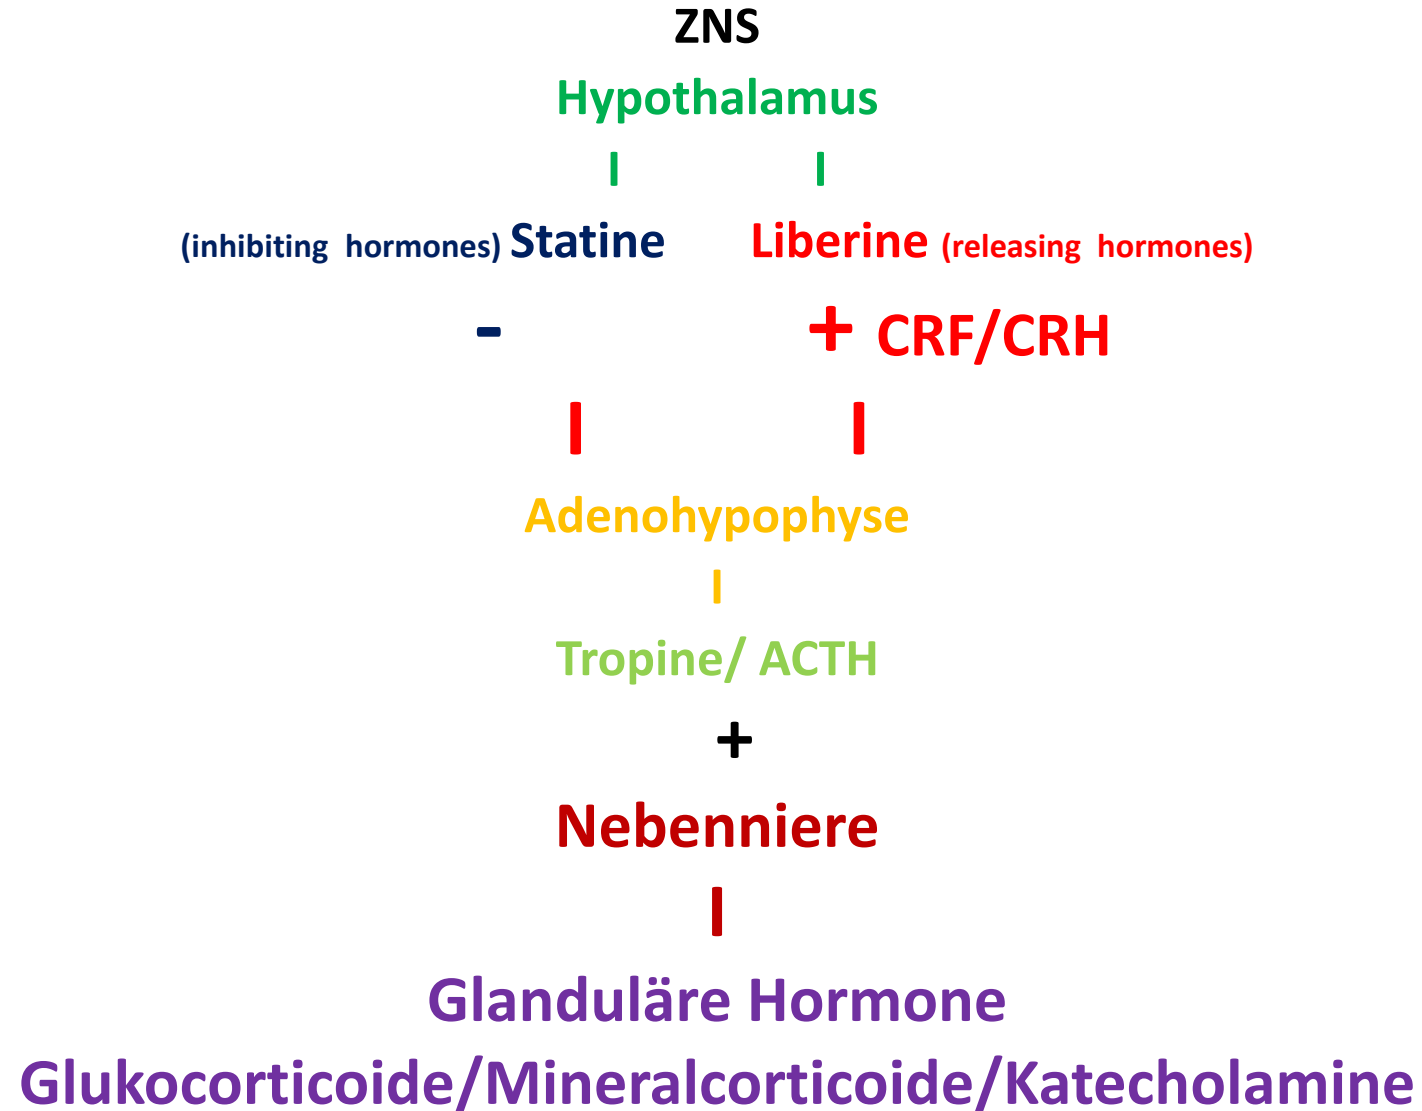 ZNS
Hypothalamus
I I
(inhibiting hormones) Statine Liberine (releasing hormones)
- + CRF/CRH
I I
Adenohypophyse
I
Tropine/ ACTH
+
Nebenniere
I
Glanduläre Hormone
Glukocorticoide/Mineralcorticoide/Katecholamine